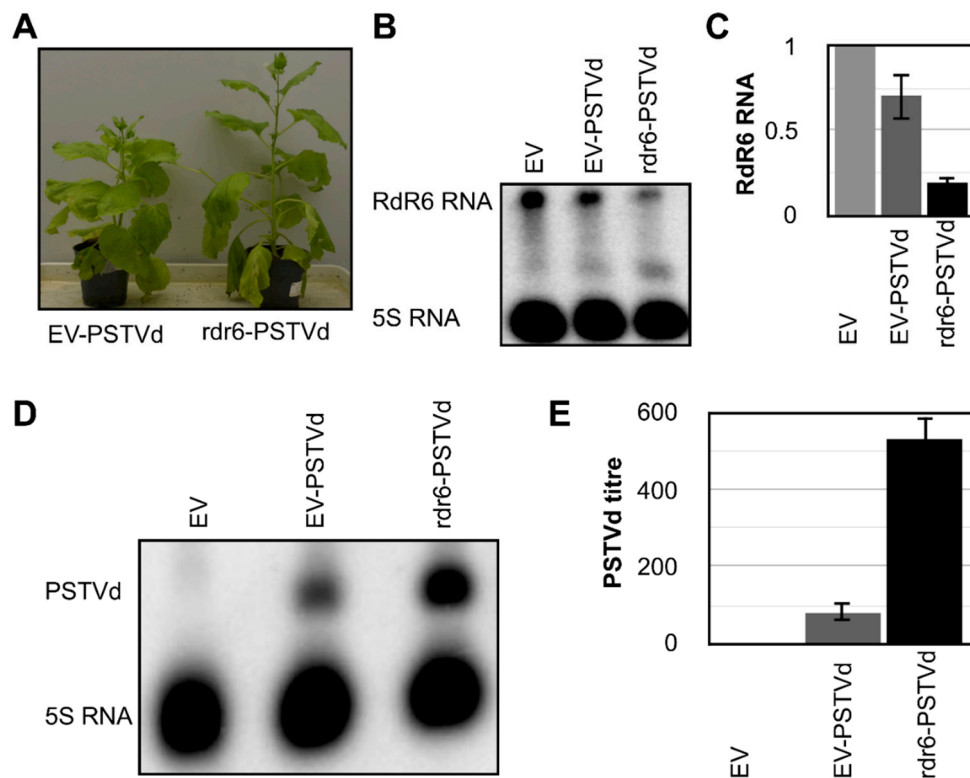 A
EV-PSTVd
rdr6-PSTVd
B
EV
EV-PSTVd
rdr6-PSTVd
RdR6 RNA
5S RNA
C
RdR6 RNA
1
0.5
0
EV
EV-PSTVd
rdr6-PSTVd
D
EV
EV-PSTVd
rdr6-PSTVd
PSTVd
5S RNA
E
PSTVd titre
600
400
200
0
EV
EV-PSTVd
rdr6-PSTVd